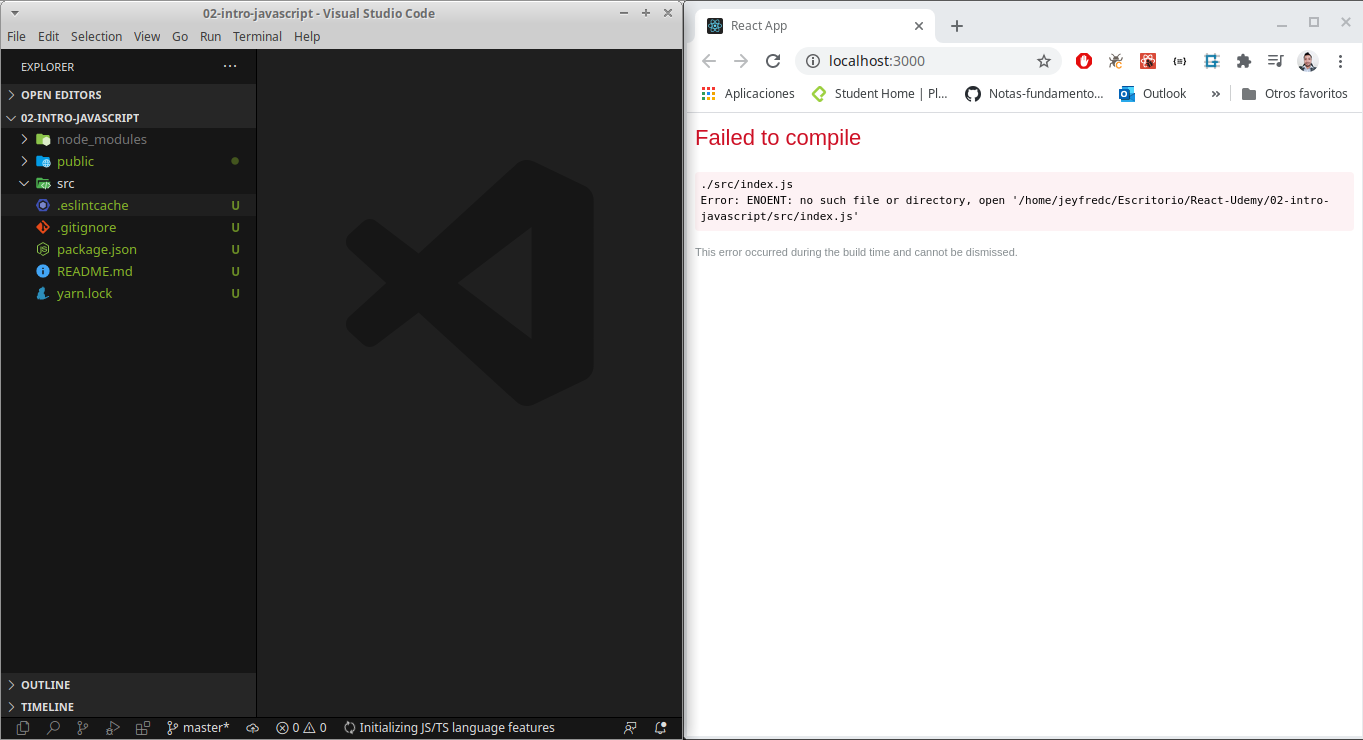 02-intro-javascript - Visual Studio Code
File Edit Selection View Go Run Terminal Help
EXPLORER
OPEN EDITORS
02-INTRO-JAVASCRIPT
node_modules
public
src
.eslintcache U
.gitignore U
package.json U
README.md U
yarn.lock U
OUTLINE
TIMELINE
master* 0 0 Initializing JS/TS language features
React App
localhost:3000
Aplicaciones Student Home | Pl... Notas-fundamento... Outlook » Otros favoritos
Failed to compile
./src/index.js
Error: ENOENT: no such file or directory, open '/home/jeyfredc/Escritorio/React-Udemy/02-intro-
javascript/src/index.js'
This error occurred during the build time and cannot be dismissed.